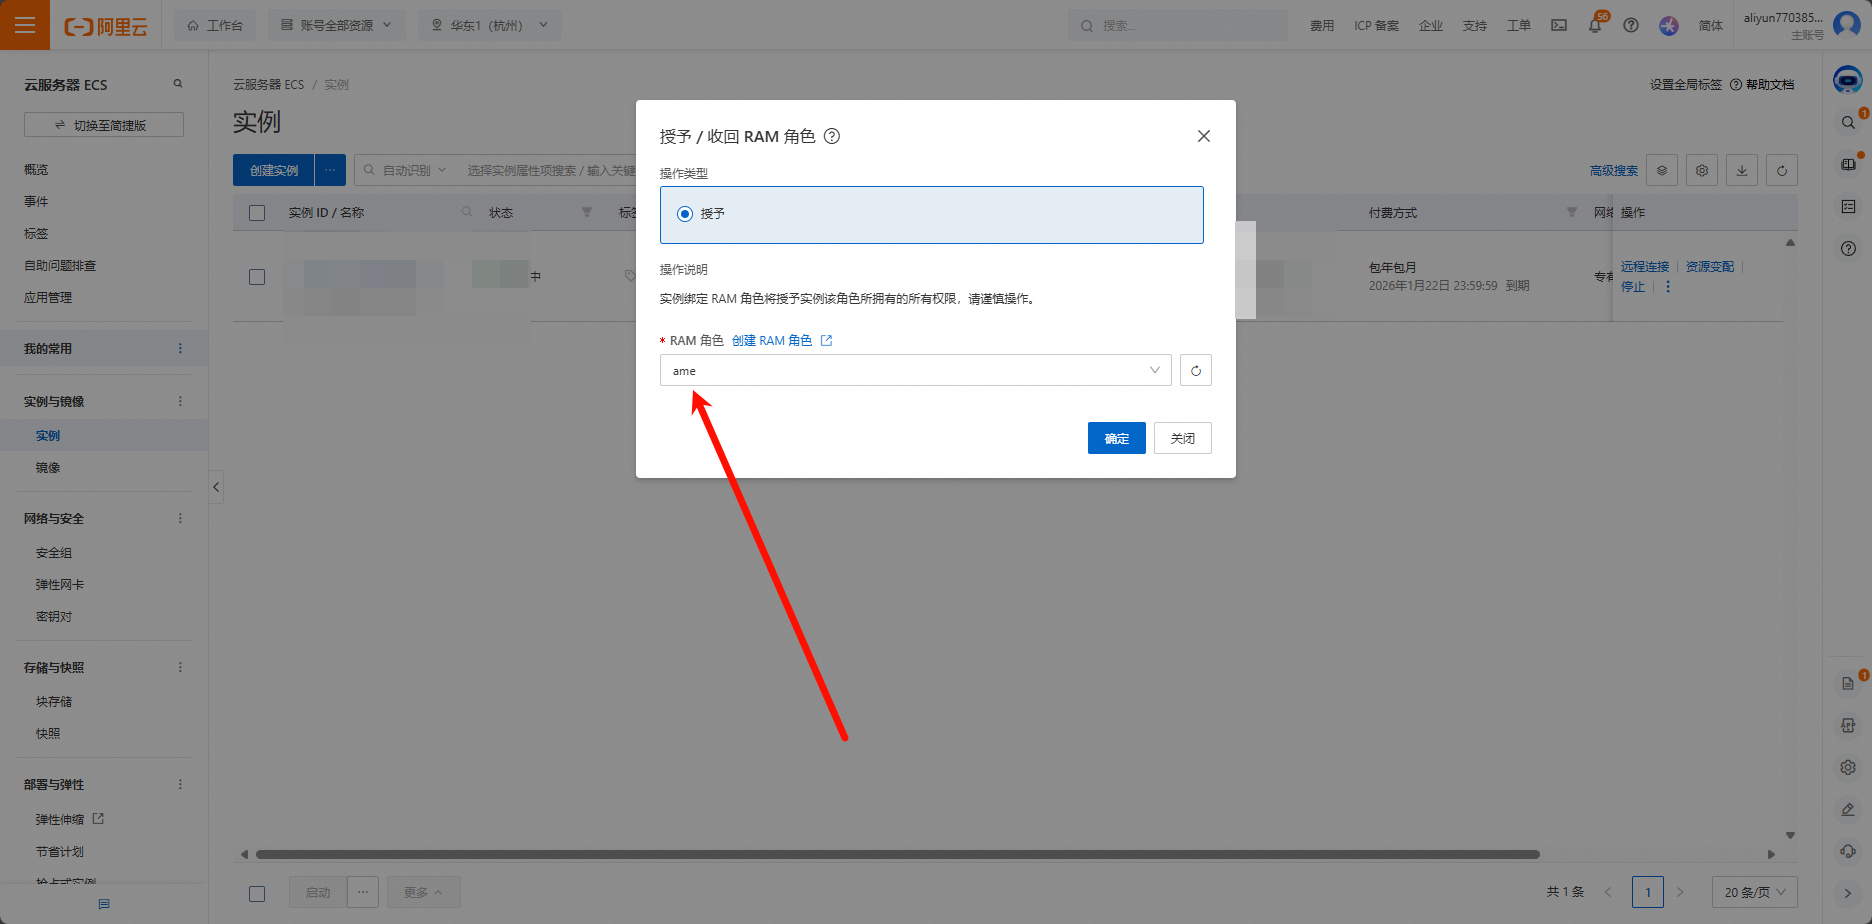 阿里云
工作台
账号全部资源
华东1（杭州）
搜索...
费用
ICP 备案
企业
支持
工单
56
简体
aliyun770385...
主账号
云服务器 ECS
切换至简捷版
概览
事件
标签
自助问题排查
应用管理
我的常用
实例与镜像
实例
镜像
网络与安全
安全组
弹性网卡
密钥对
存储与快照
块存储
快照
部署与弹性
弹性伸缩
节省计划
抢占式实例
云服务器 ECS / 实例
设置全局标签
帮助文档
实例
创建实例
...
自动识别
选择实例属性项搜索 / 输入关键
高级搜索
实例 ID / 名称
状态
标签
付费方式
网络
操作
中
包年包月
2026年1月22日 23:59:59 到期
专有
远程连接
资源变配
停止
授予 / 收回 RAM 角色
操作类型
授予
操作说明
实例绑定 RAM 角色将授予实例该角色所拥有的所有权限，请谨慎操作。
* RAM 角色 创建 RAM 角色
ame
确定
关闭
启动
...
更多
共 1 条
1
20 条/页
1
1